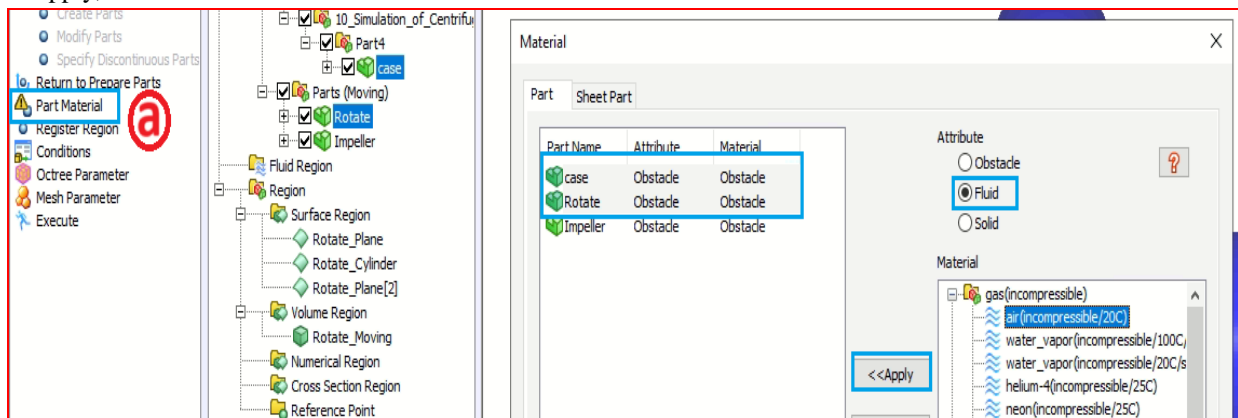 Create Parts
Modify Parts
Specify Discontinuous Parts
Return to Prepare Parts
Part Material
a
Register Region
Conditions
Octree Parameter
Mesh Parameter
Execute
10_Simulation_of_Centrifu
Part4
case
Parts (Moving)
Rotate
Impeller
Fluid Region
Region
Surface Region
Rotate_Plane
Rotate_Cylinder
Rotate_Plane[2]
Volume Region
Rotate_Moving
Numerical Region
Cross Section Region
Reference Point
Material
X
Part Sheet Part
Part Name Attribute Material
case Obstacle Obstacle
Rotate Obstacle Obstacle
Impeller Obstacle Obstacle
Attribute
Obstacle
Fluid
Solid
?
Material
gas(incompressible)
air(incompressible/20C)
water_vapor(incompressible/100C/
water_vapor(incompressible/20C/s
helium-4(incompressible/25C)
neon(incompressible/25C)
<<Apply